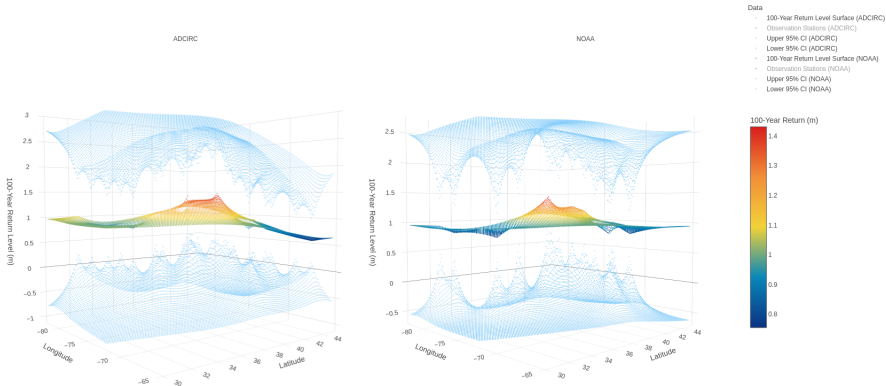 Data
100-Year Return Level Surface (ADCIRC)
Observation Stations (ADCIRC)
Upper 95% CI (ADCIRC)
Lower 95% CI (ADCIRC)
100-Year Return Level Surface (NOAA)
Observation Stations (NOAA)
Upper 95% CI (NOAA)
Lower 95% CI (NOAA)
ADCIRC
NOAA
100-Year Return Level (m)
3
2.5
2
1.5
1
0.5
0
−0.5
−1
−80
−75
−70
−65
Longitude
30
32
34
36
38
40
42
44
Latitude
100-Year Return Level (m)
2.5
2
1.5
1
0.5
0
−0.5
−80
−75
−70
−65
Longitude
30
32
34
36
38
40
42
44
Latitude
100-Year Return (m)
1.4
1.3
1.2
1.1
1
0.9
0.8